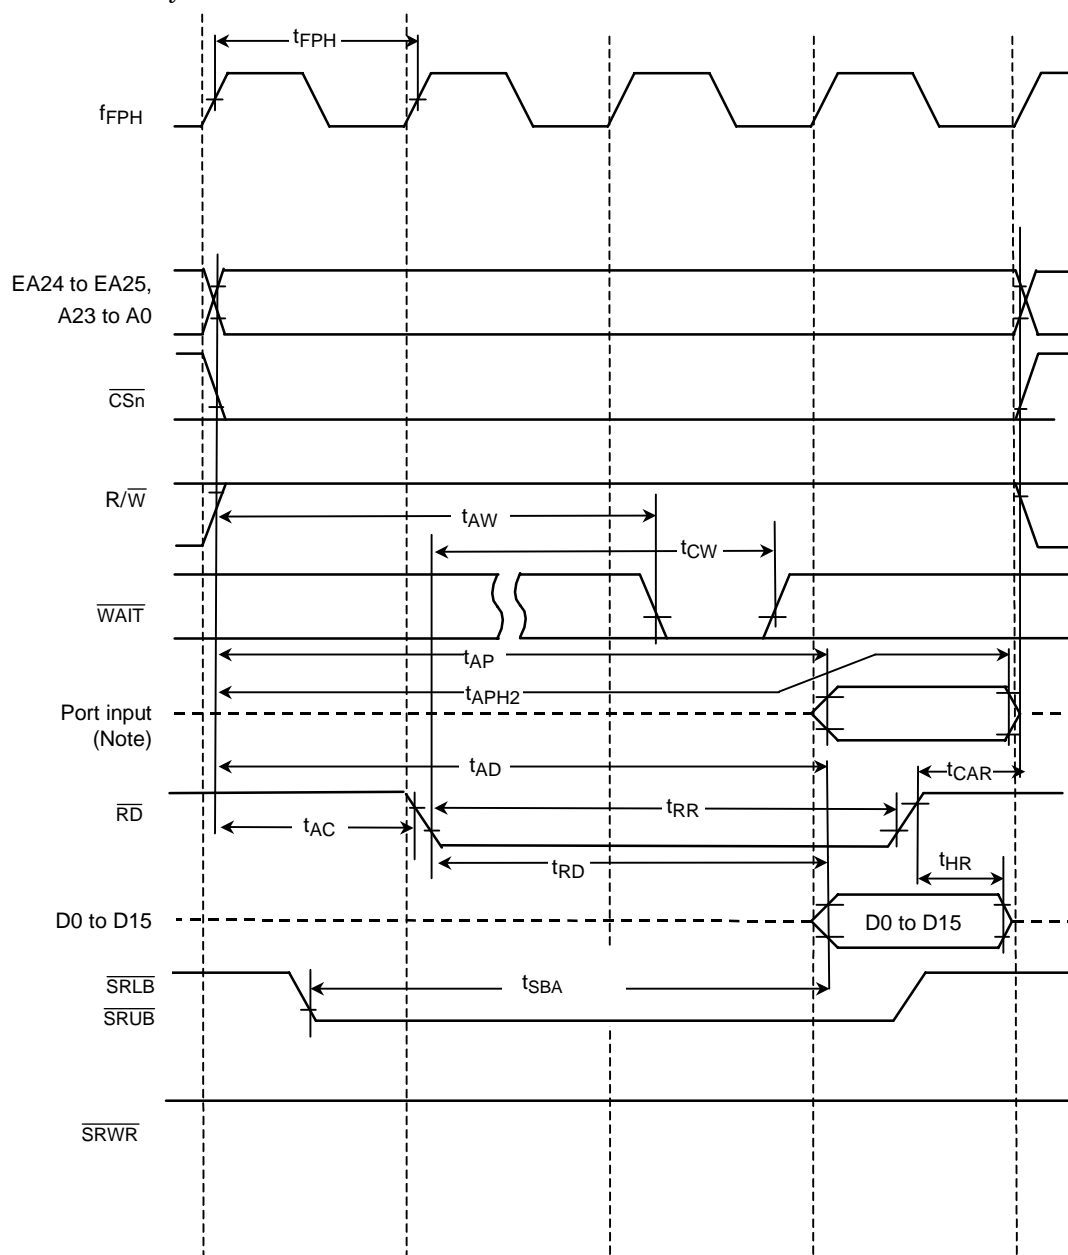 tFPH
fFPH
EA24 to EA25,
A23 to A0
CSn
R/W
tAW
tCW
WAIT
tAP
tAPH2
Port input
(Note)
tAD
tCAR
RD
tRR
tAC
tRD
tHR
D0 to D15
D0 to D15
SRLB
tSBA
SRUB
SRWR